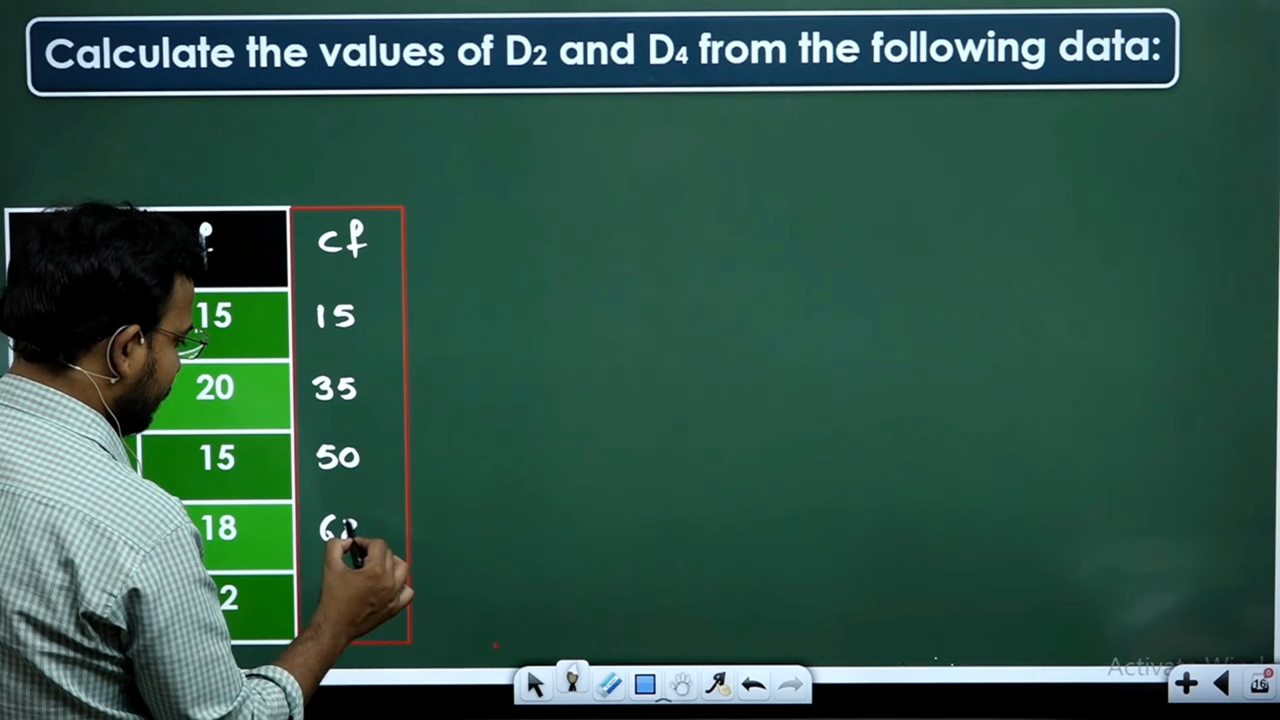 Calculate the values of D2 and D4 from the following data:
f cf
15 15
20 35
15 50
18